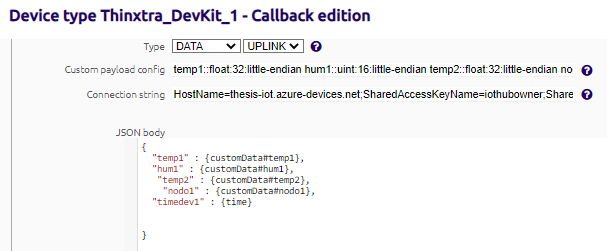 Device type Thinxtra_DevKit_1 - Callback edition
Type DATA UPLINK ?
Custom payload config temp1::float:32:little-endian hum1::uint:16:little-endian temp2::float:32:little-endian no ?
Connection string HostName=thesis-iot.azure-devices.net;SharedAccessKeyName=iothubowner;Share ?
JSON body
{
"temp1" : {customData#temp1},
"hum1" : {customData#hum1},
"temp2" : {customData#temp2},
"nodo1" : {customData#nodo1},
"timedev1" : {time}
}